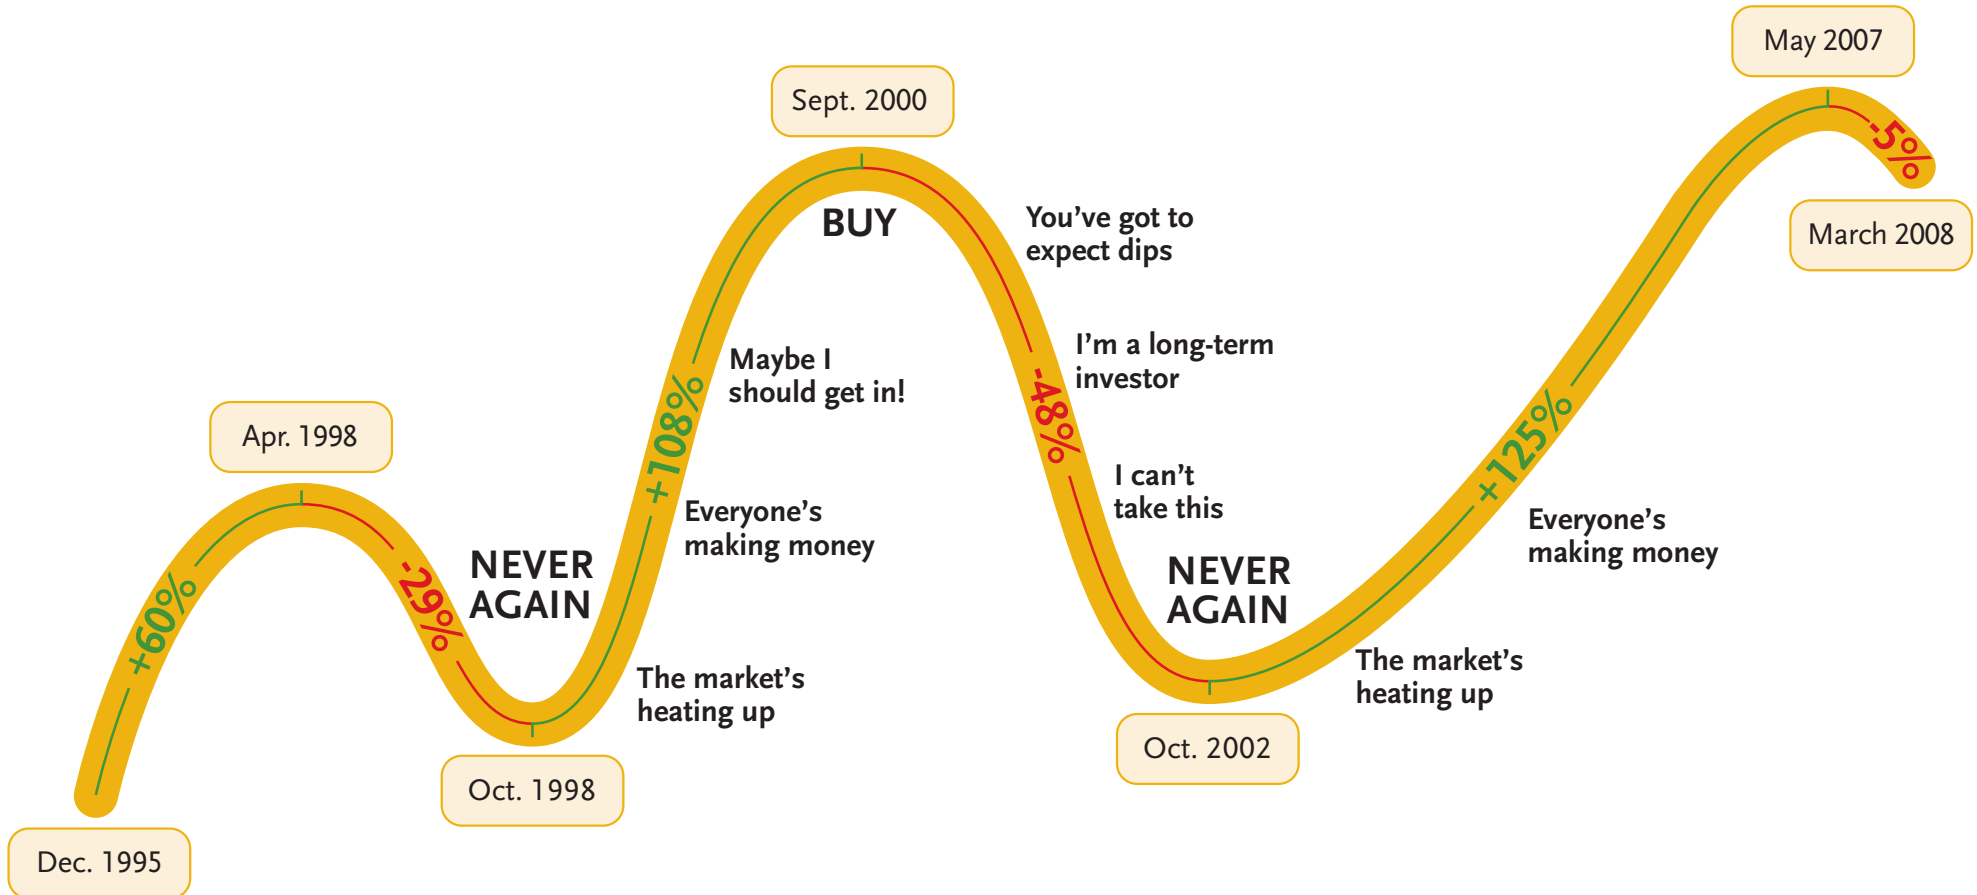 May 2007
Sept. 2000
-5%
BUY
You've got to
expect dips
March 2008
Maybe I
should get in!
I'm a long-term
investor
+108%
-48%
+125%
Apr. 1998
I can't
take this
Everyone's
making money
Everyone's
making money
NEVER
AGAIN
NEVER
AGAIN
+60%
-29%
The market's
heating up
The market's
heating up
Oct. 1998
Oct. 2002
Dec. 1995